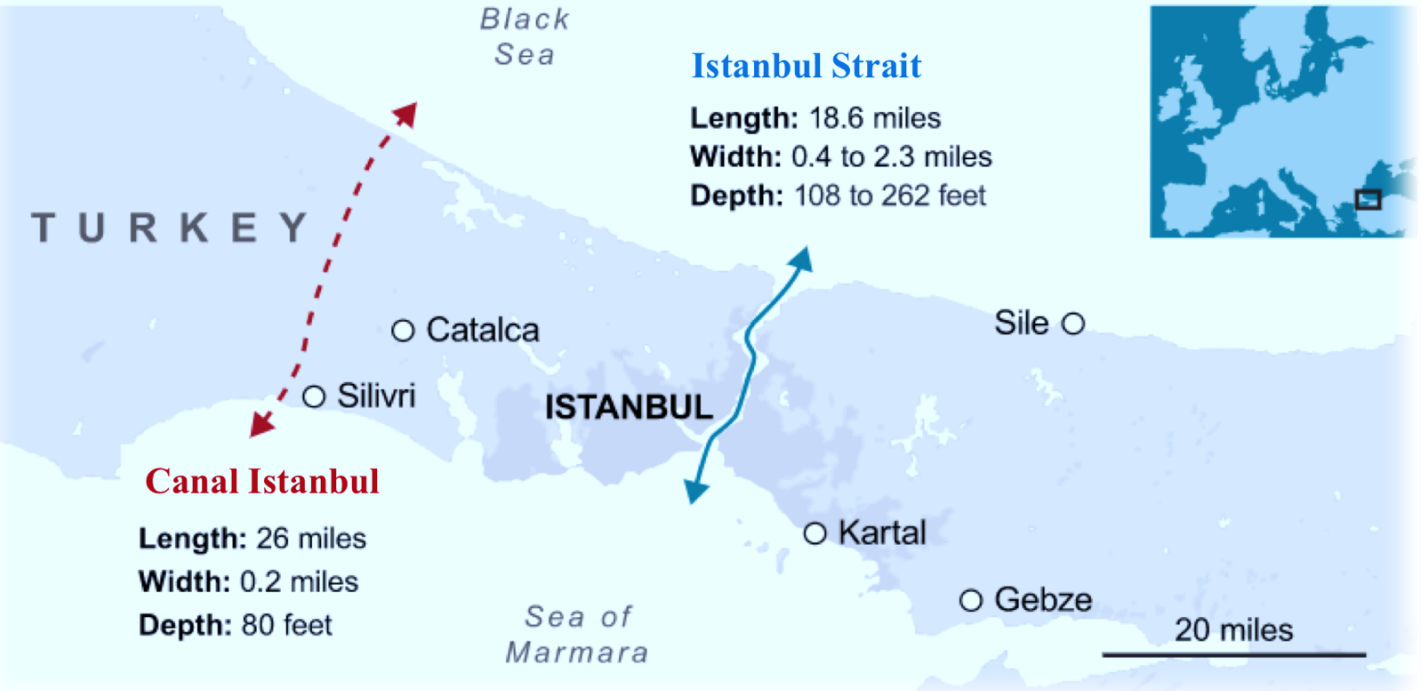 Black
Sea
Istanbul Strait
Length: 18.6 miles
Width: 0.4 to 2.3 miles
Depth: 108 to 262 feet
TURKEY
Catalca
Sile
Silivri
ISTANBUL
Canal Istanbul
Length: 26 miles
Width: 0.2 miles
Depth: 80 feet
Kartal
Gebze
Sea of
Marmara
20 miles